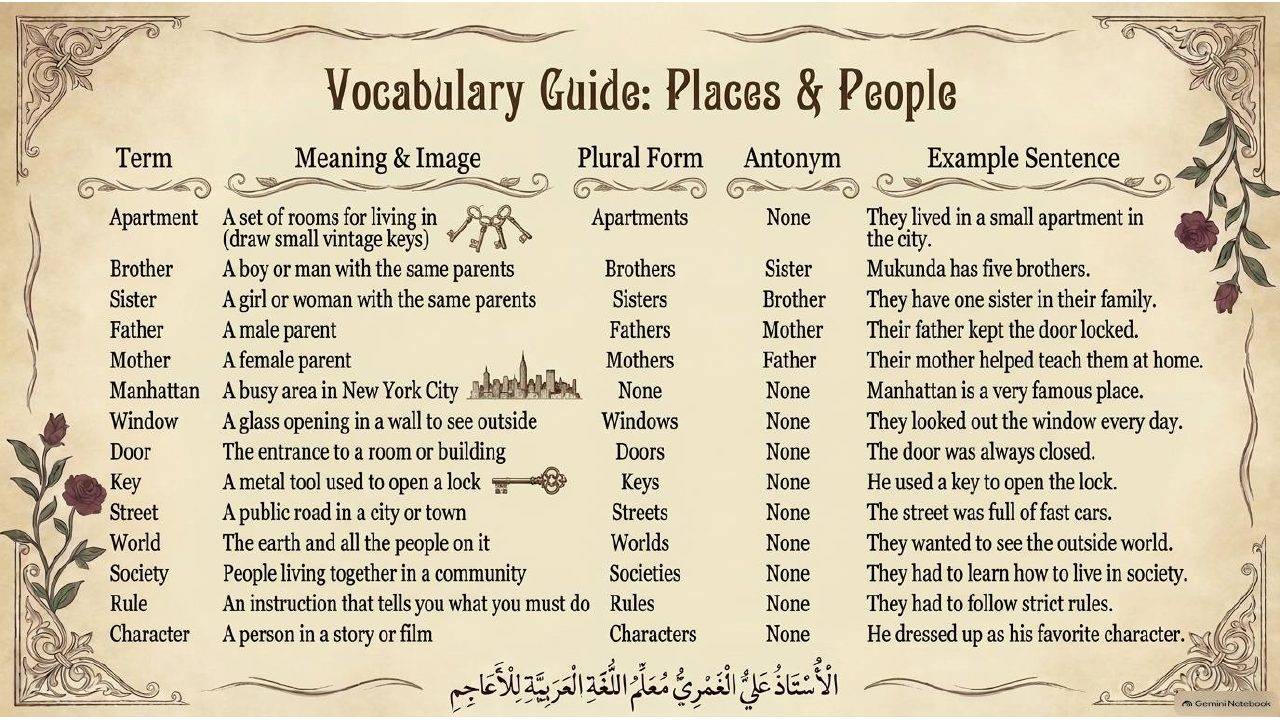 Vocabulary Guide: Places & People
Term Meaning & Image Plural Form Antonym Example Sentence
Apartment A set of rooms for living in (draw small vintage keys) Apartments None They lived in a small apartment in the city.
Brother A boy or man with the same parents Brothers Sister Mukunda has five brothers.
Sister A girl or woman with the same parents Sisters Brother They have one sister in their family.
Father A male parent Fathers Mother Their father kept the door locked.
Mother A female parent Mothers Father Their mother helped teach them at home.
Manhattan A busy area in New York City None None Manhattan is a very famous place.
Window A glass opening in a wall to see outside Windows None They looked out the window every day.
Door The entrance to a room or building Doors None The door was always closed.
Key A metal tool used to open a lock Keys None He used a key to open the lock.
Street A public road in a city or town Streets None The street was full of fast cars.
World The earth and all the people on it Worlds None They wanted to see the outside world.
Society People living together in a community Societies None They had to learn how to live in society.
Rule An instruction that tells you what you must do Rules None They had to follow strict rules.
Character A person in a story or film Characters None He dressed up as his favorite character.
الْأُسْتَاذُ عَلِيُّ الْغَمْرِيُّ مُعَلِّمُ اللُّغَةِ الْعَرَبِيَّةِ لِلْأَعَاجِمِ
Gemini Notebook